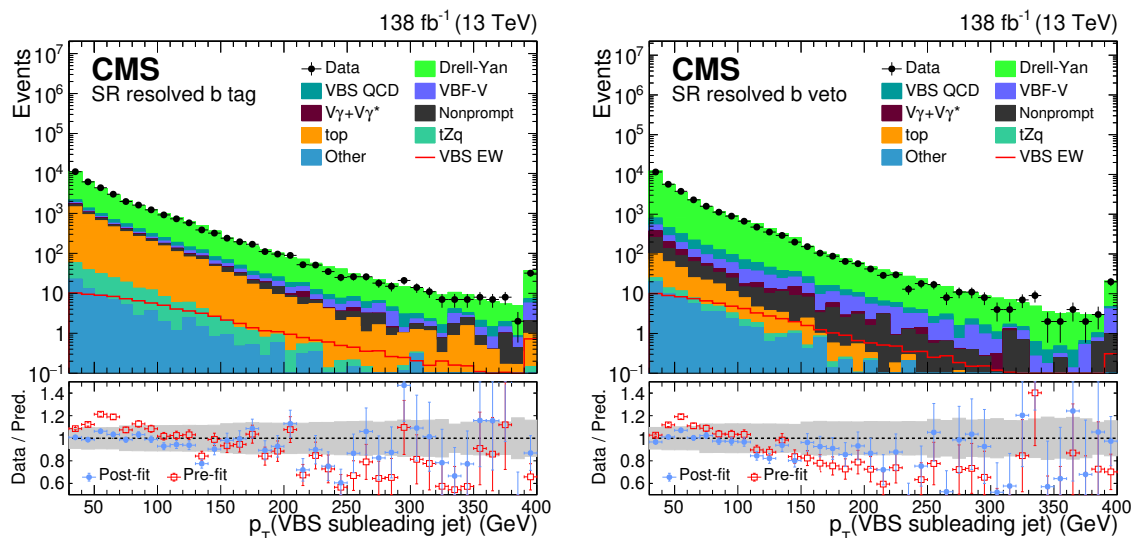 138 fb⁻¹ (13 TeV)
Events
10⁷
10⁶
10⁵
10⁴
10³
10²
10
1
10⁻¹
CMS
SR resolved b tag
Data
Drell-Yan
VBS QCD
VBF-V
Vγ+Vγ*
Nonprompt
top
tZq
Other
VBS EW
Data / Pred.
1.4
1.2
1
0.8
0.6
Post-fit
Pre-fit
50 100 150 200 250 300 350 400
p_T(VBS subleading jet) (GeV)
138 fb⁻¹ (13 TeV)
Events
10⁷
10⁶
10⁵
10⁴
10³
10²
10
1
10⁻¹
CMS
SR resolved b veto
Data
Drell-Yan
VBS QCD
VBF-V
Vγ+Vγ*
Nonprompt
top
tZq
Other
VBS EW
Data / Pred.
1.4
1.2
1
0.8
0.6
Post-fit
Pre-fit
50 100 150 200 250 300 350 400
p_T(VBS subleading jet) (GeV)